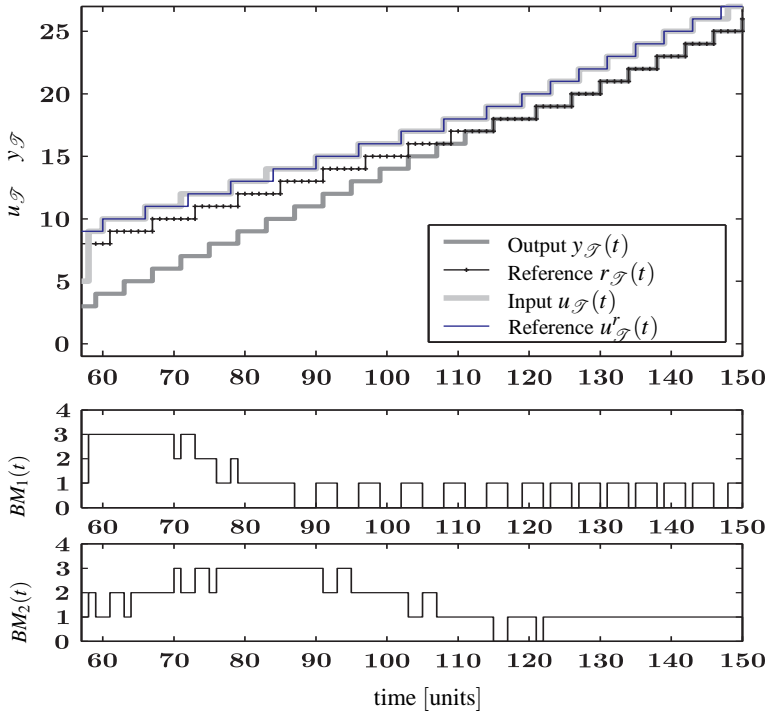 25
20
15
10
5
0
u𝒯 y𝒯
Output y𝒯(t)
Reference r𝒯(t)
Input u𝒯(t)
Reference uʳ𝒯(t)
60 70 80 90 100 110 120 130 140 150
4
3
2
1
0
BM₁(t)
60 70 80 90 100 110 120 130 140 150
4
3
2
1
0
BM₂(t)
60 70 80 90 100 110 120 130 140 150
time [units]